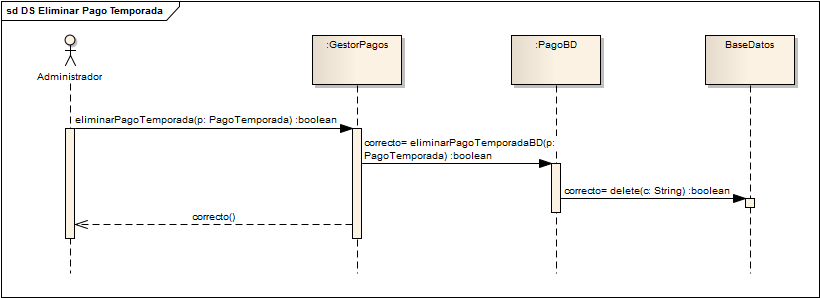 sd DS Eliminar Pago Temporada
Administrador
:GestorPagos
:PagoBD
BaseDatos
eliminarPagoTemporada(p: PagoTemporada) :boolean
correcto= eliminarPagoTemporadaBD(p:
PagoTemporada) :boolean
correcto= delete(c: String) :boolean
correcto()